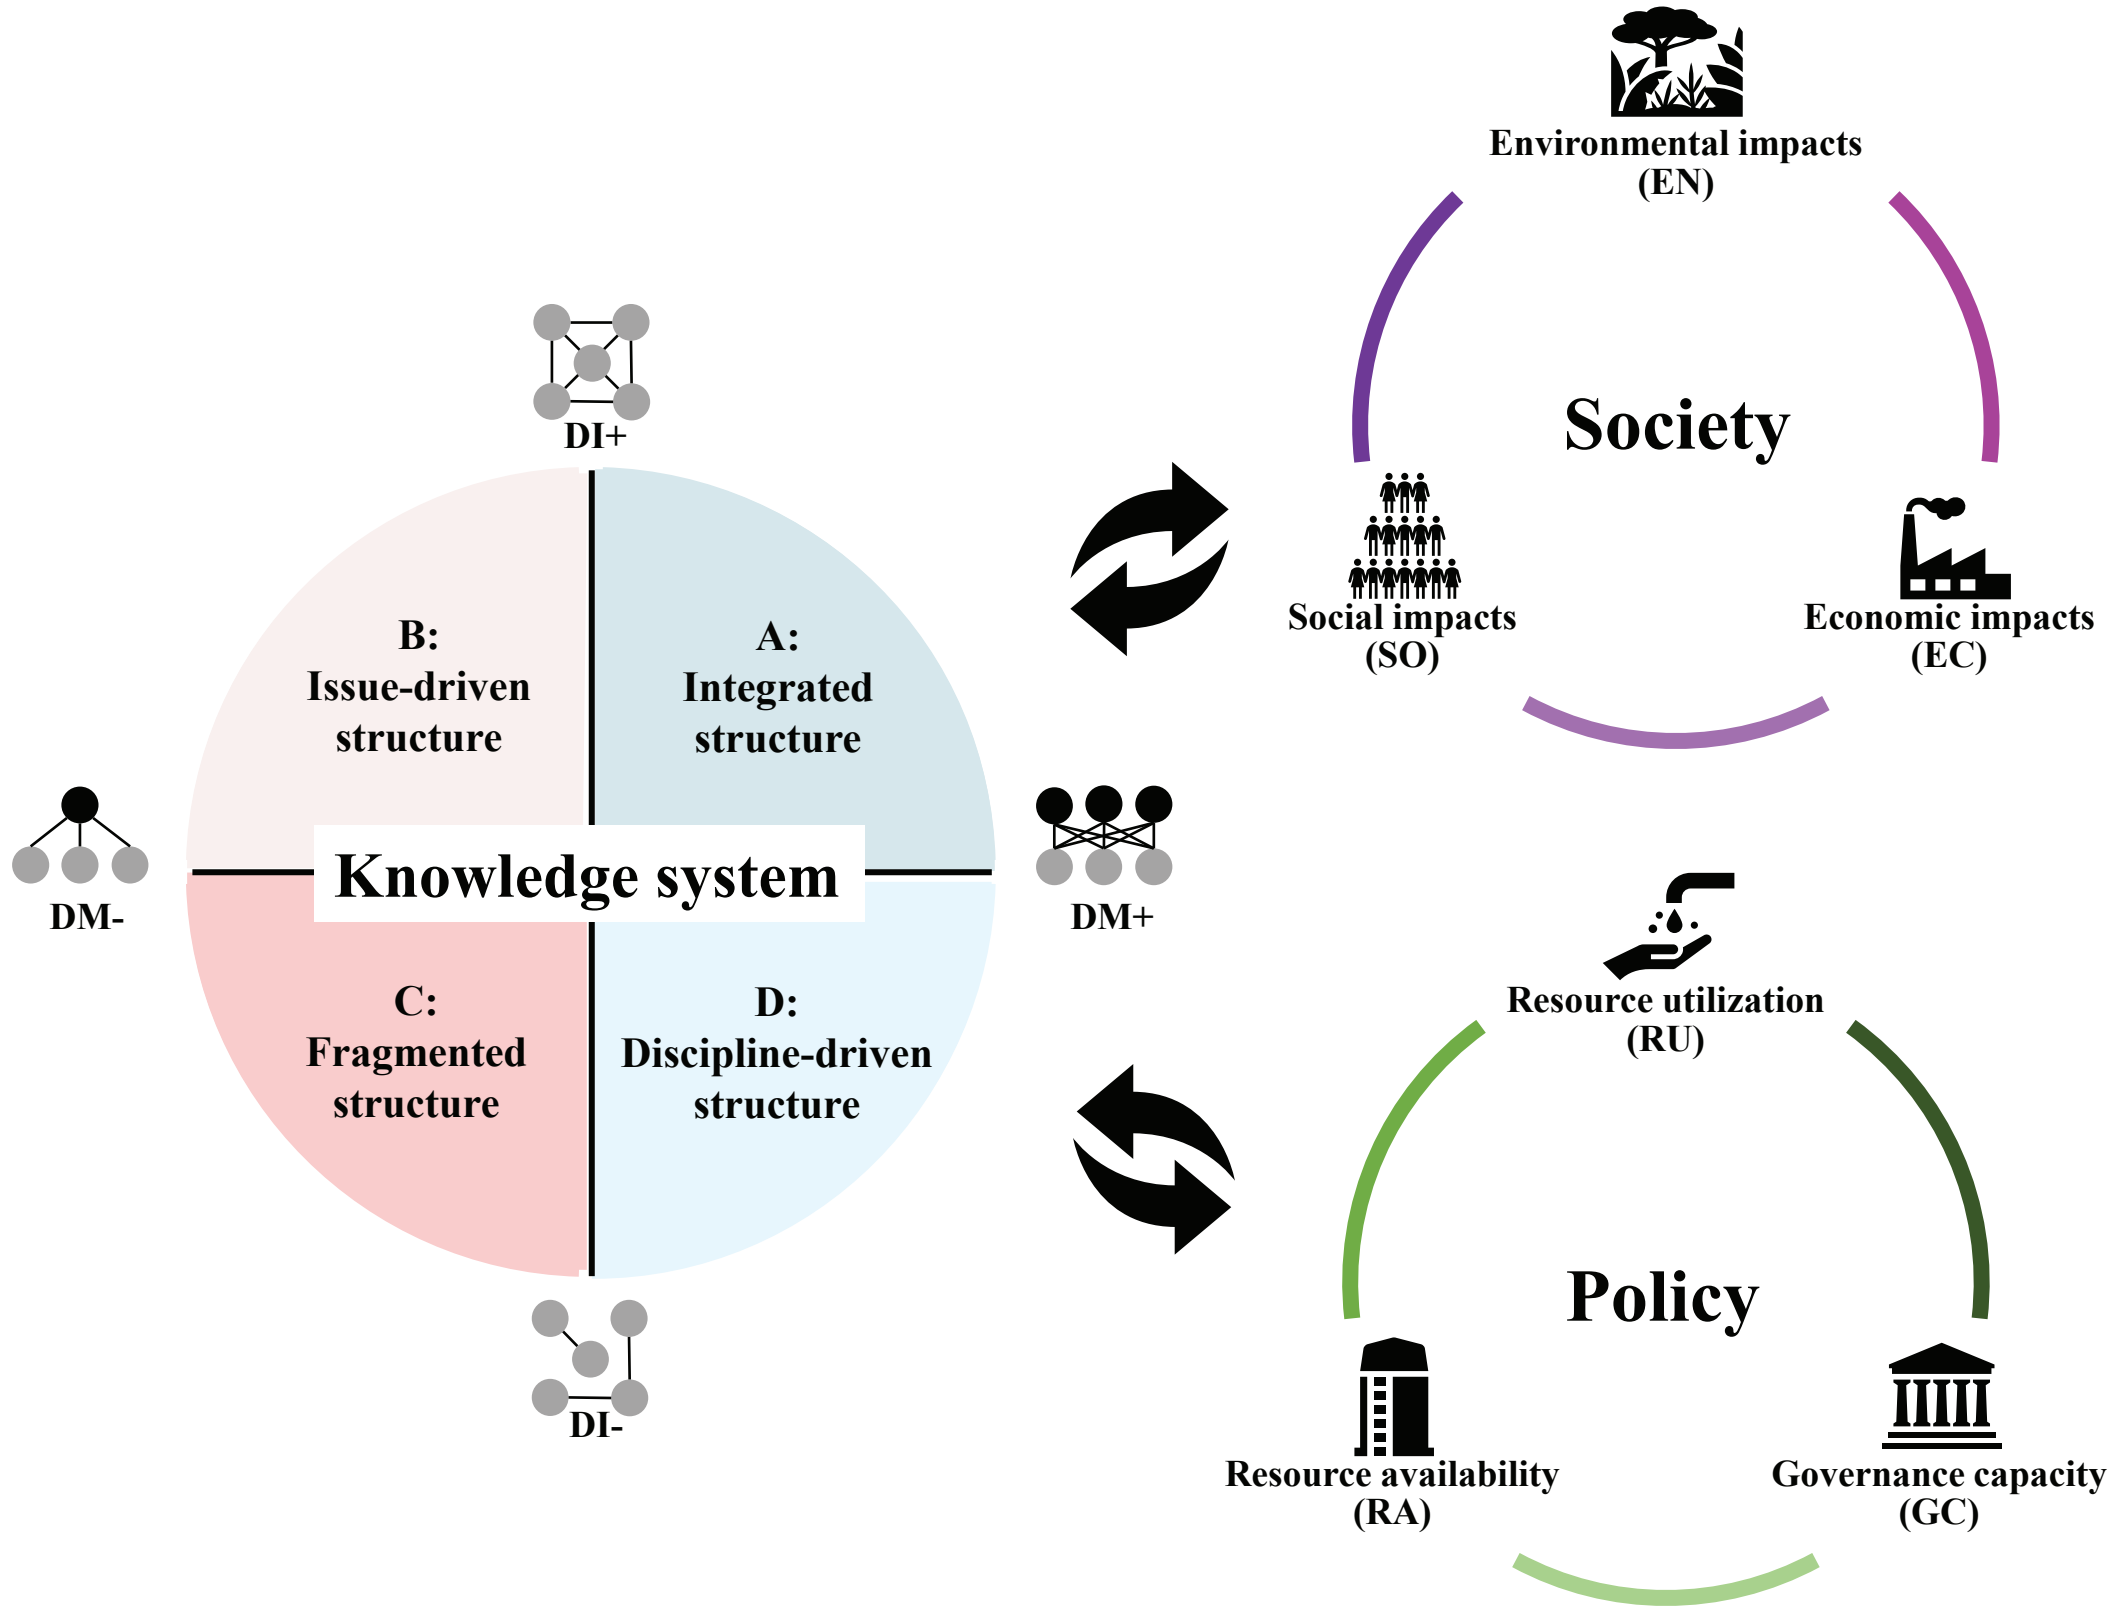 Environmental impacts
(EN)
Society
Social impacts
(SO)
Economic impacts
(EC)
DI+
B:
Issue-driven
structure
A:
Integrated
structure
DM-
Knowledge system
DM+
C:
Fragmented
structure
D:
Discipline-driven
structure
DI-
Resource utilization
(RU)
Policy
Resource availability
(RA)
Governance capacity
(GC)